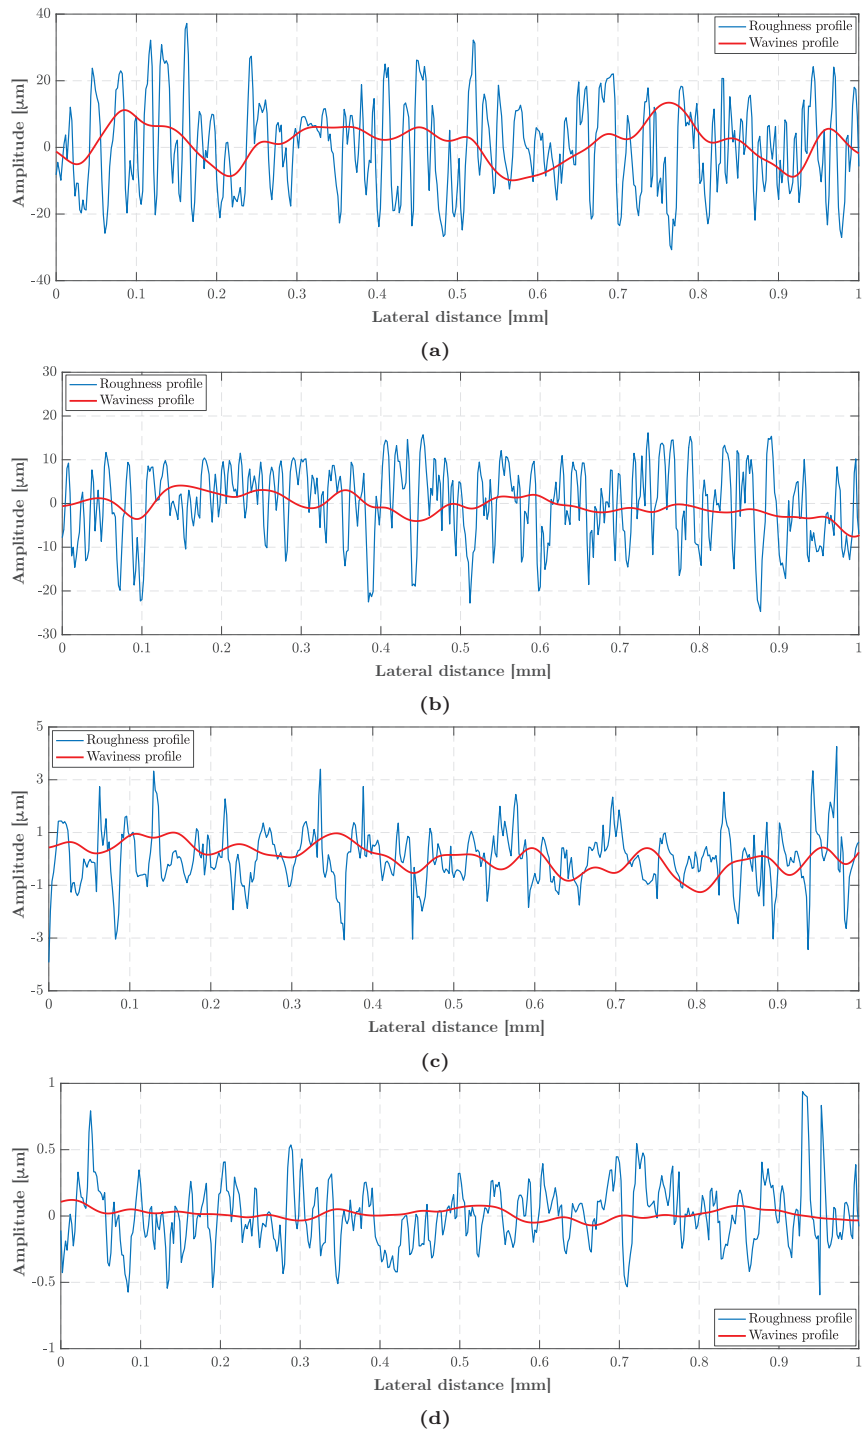 40
20
0
-20
-40
Amplitude [µm]
Roughness profile
Wavines profile
0 0.1 0.2 0.3 0.4 0.5 0.6 0.7 0.8 0.9 1
Lateral distance [mm]
(a)
30
20
10
0
-10
-20
-30
Amplitude [µm]
Roughness profile
Waviness profile
0 0.1 0.2 0.3 0.4 0.5 0.6 0.7 0.8 0.9 1
Lateral distance [mm]
(b)
5
3
1
-1
-3
-5
Amplitude [µm]
Roughness profile
Waviness profile
0 0.1 0.2 0.3 0.4 0.5 0.6 0.7 0.8 0.9 1
Lateral distance [mm]
(c)
1
0.5
0
-0.5
-1
Amplitude [µm]
Roughness profile
Wavines profile
0 0.1 0.2 0.3 0.4 0.5 0.6 0.7 0.8 0.9 1
Lateral distance [mm]
(d)